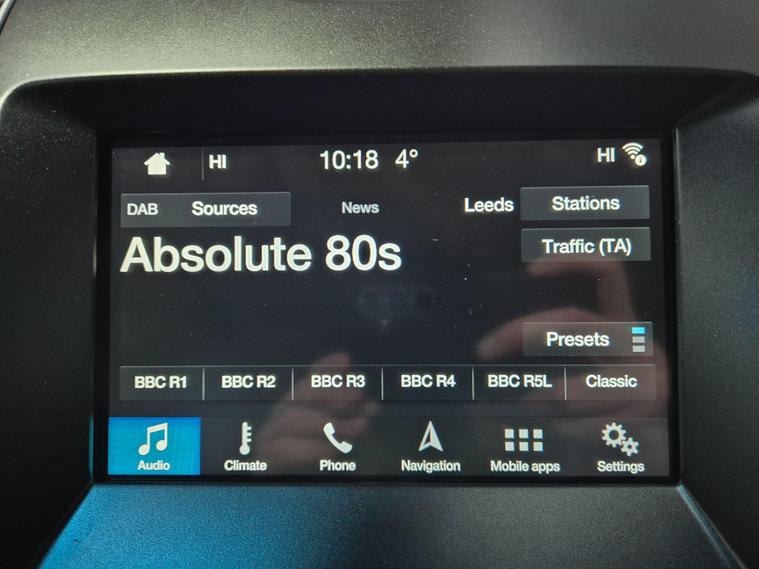 HI 10:18 4° HI
DAB Sources News Leeds Stations
Absolute 80s Traffic (TA)
Presets
BBC R1 BBC R2 BBC R3 BBC R4 BBC R5L Classic
Audio Climate Phone Navigation Mobile apps Settings